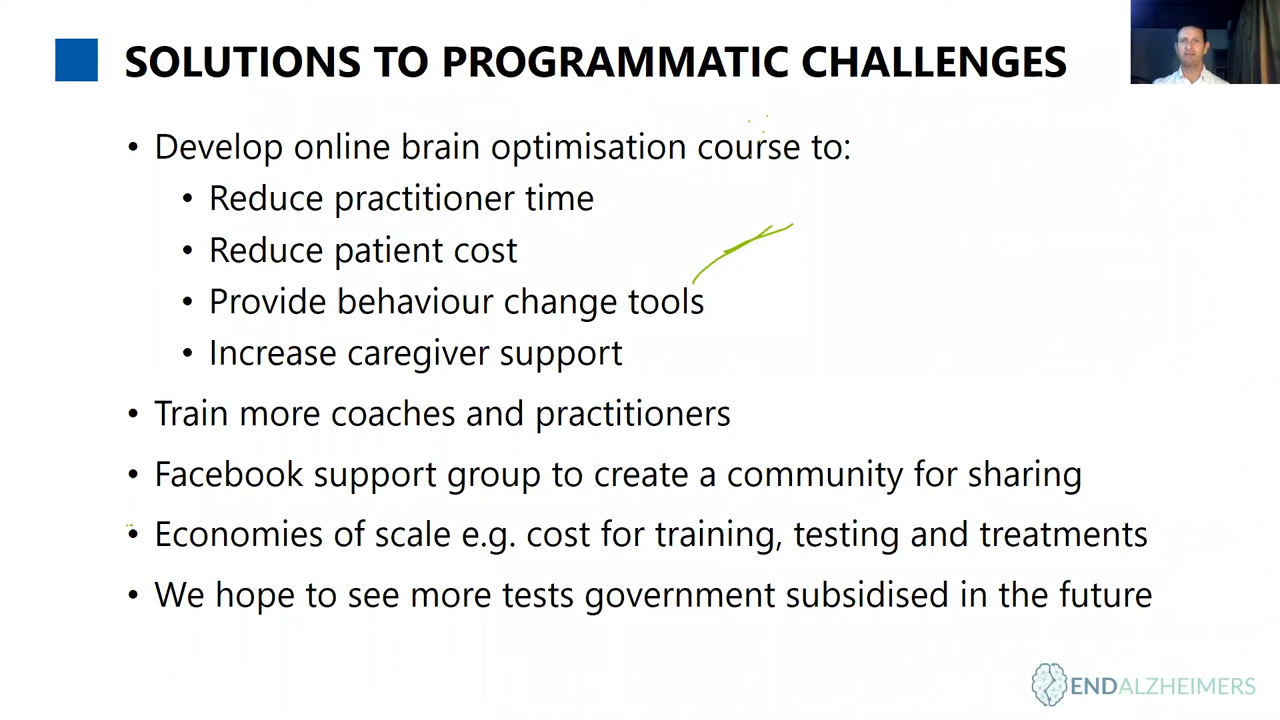 SOLUTIONS TO PROGRAMMATIC CHALLENGES
• Develop online brain optimisation course to:
• Reduce practitioner time
• Reduce patient cost
• Provide behaviour change tools
• Increase caregiver support
• Train more coaches and practitioners
• Facebook support group to create a community for sharing
• Economies of scale e.g. cost for training, testing and treatments
• We hope to see more tests government subsidised in the future
ENDALZHEIMERS